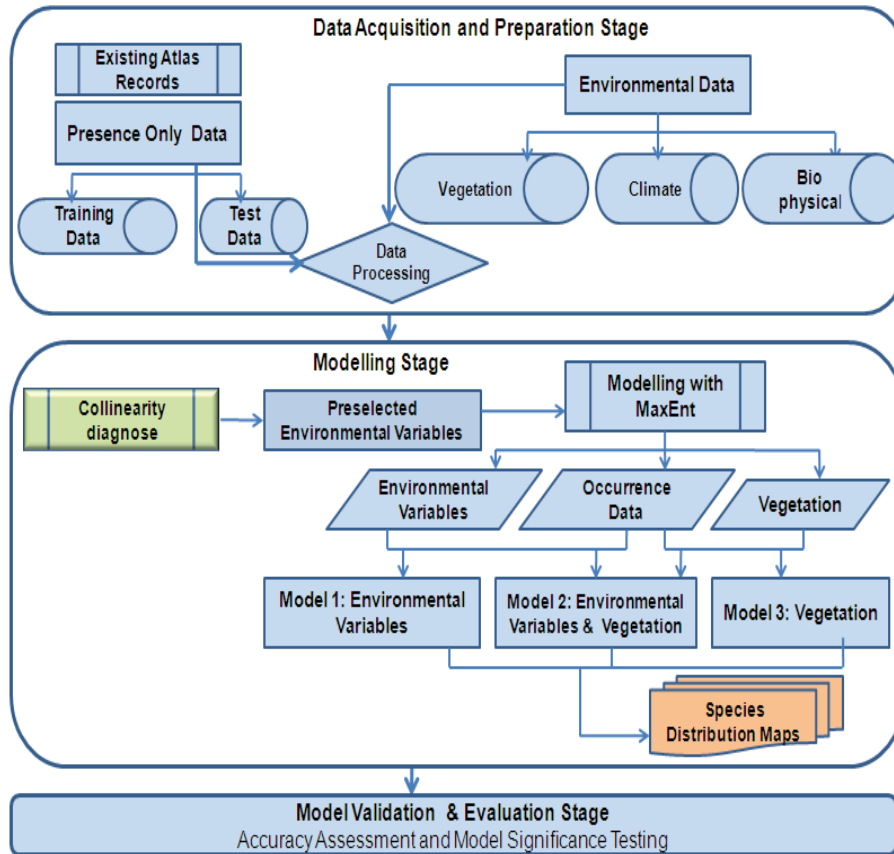 Data Acquisition and Preparation Stage
Existing Atlas
Records
Environmental Data
Presence Only Data
Vegetation
Climate
Bio
physical
Training
Data
Test
Data
Data
Processing
Modelling Stage
Collinearity
diagnose
Preselected
Environmental Variables
Modelling with
MaxEnt
Environmental
Variables
Occurrence
Data
Vegetation
Model 1: Environmental
Variables
Model 2: Environmental
Variables & Vegetation
Model 3: Vegetation
Species
Distribution Maps
Model Validation & Evaluation Stage
Accuracy Assessment and Model Significance Testing